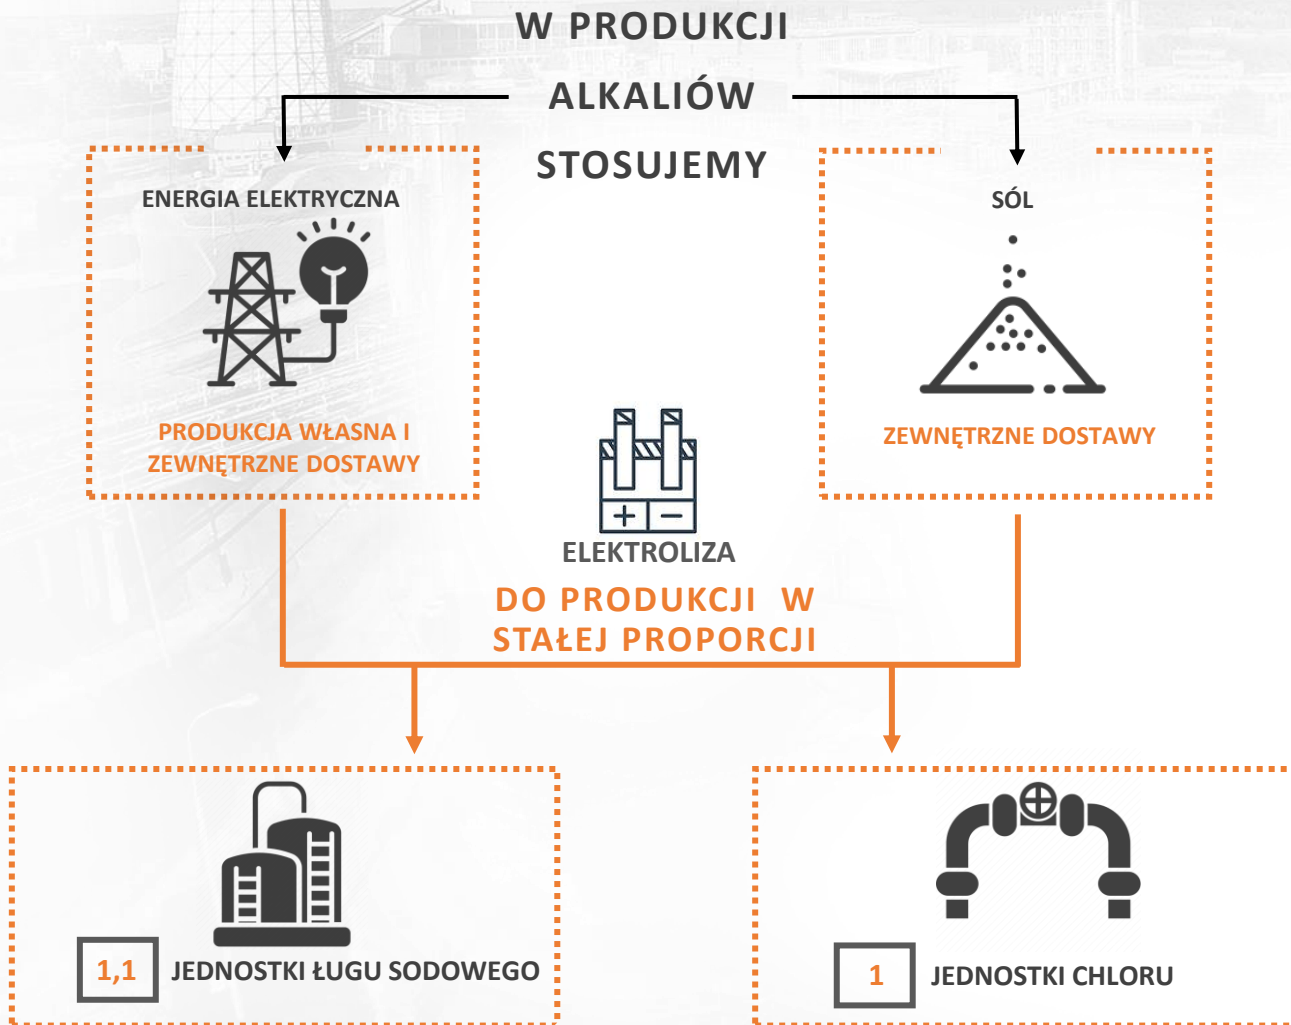 W PRODUKCJI
ALKALIÓW
STOSUJEMY
ENERGIA ELEKTRYCZNA
PRODUKCJA WŁASNA I
ZEWNĘTRZNE DOSTAWY
SÓL
ZEWNĘTRZNE DOSTAWY
+ −
ELEKTROLIZA
DO PRODUKCJI W
STAŁEJ PROPORCJI
1,1 JEDNOSTKI ŁUGU SODOWEGO
1 JEDNOSTKI CHLORU